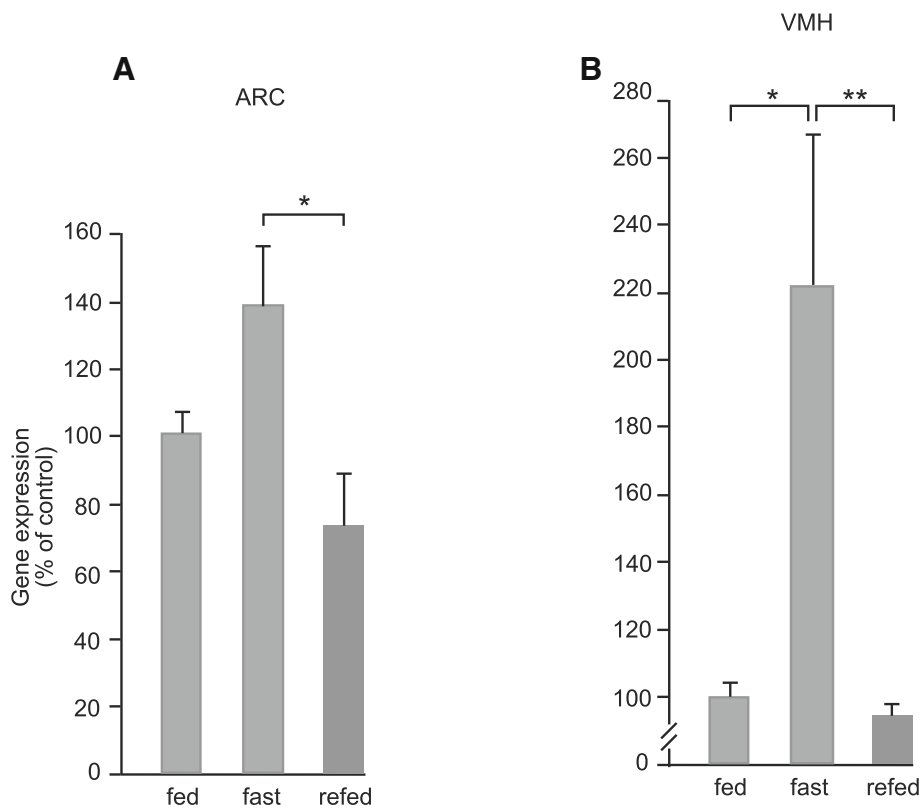 A
ARC
*
160
140
120
100
80
60
40
20
0
Gene expression
(% of control)
fed fast refed
VMH
B
* **
280
260
240
220
200
180
160
140
120
100
0
fed fast refed